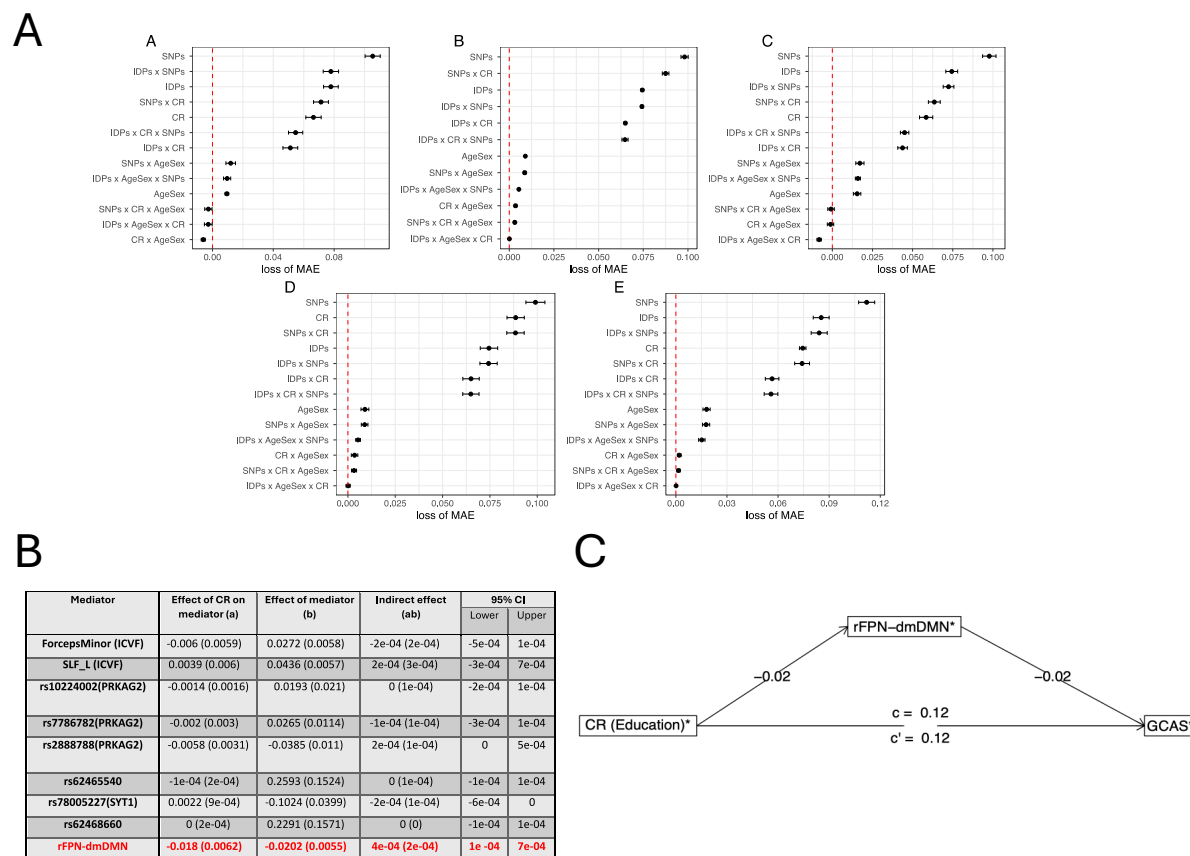 A
A
SNPs
IDPs x SNPs
IDPs
SNPs x CR
CR
IDPs x CR x SNPs
IDPs x CR
SNPs x AgeSex
IDPs x AgeSex x SNPs
AgeSex
SNPs x CR x AgeSex
IDPs x AgeSex x CR
CR x AgeSex
0.00 0.04 0.08
loss of MAE
B
SNPs
SNPs x CR
IDPs
IDPs x SNPs
IDPs x CR
IDPs x CR x SNPs
AgeSex
SNPs x AgeSex
IDPs x AgeSex x SNPs
CR x AgeSex
SNPs x CR x AgeSex
IDPs x AgeSex x CR
0.000 0.025 0.050 0.075 0.100
loss of MAE
C
SNPs
IDPs
IDPs x SNPs
SNPs x CR
CR
IDPs x CR x SNPs
IDPs x CR
SNPs x AgeSex
IDPs x AgeSex x SNPs
AgeSex
SNPs x CR x AgeSex
CR x AgeSex
IDPs x AgeSex x CR
0.000 0.025 0.050 0.075 0.100
loss of MAE
D
SNPs
CR
SNPs x CR
IDPs
IDPs x SNPs
IDPs x CR
IDPs x CR x SNPs
AgeSex
SNPs x AgeSex
IDPs x AgeSex x SNPs
CR x AgeSex
SNPs x CR x AgeSex
IDPs x AgeSex x CR
0.000 0.025 0.050 0.075 0.100
loss of MAE
E
SNPs
IDPs
IDPs x SNPs
CR
SNPs x CR
IDPs x CR
IDPs x CR x SNPs
AgeSex
SNPs x AgeSex
IDPs x AgeSex x SNPs
CR x AgeSex
SNPs x CR x AgeSex
IDPs x AgeSex x CR
0.00 0.03 0.06 0.09 0.12
loss of MAE
B
Mediator Effect of CR on mediator (a) Effect of mediator (b) Indirect effect (ab) 95% CI
Lower Upper
ForcepsMinor (ICVF) -0.006 (0.0059) 0.0272 (0.0058) -2e-04 (2e-04) -5e-04 1e-04
SLF_L (ICVF) 0.0039 (0.006) 0.0436 (0.0057) 2e-04 (3e-04) -3e-04 7e-04
rs10224002(PRKAG2) -0.0014 (0.0016) 0.0193 (0.021) 0 (1e-04) -2e-04 1e-04
rs7786782(PRKAG2) -0.002 (0.003) 0.0265 (0.0114) -1e-04 (1e-04) -3e-04 1e-04
rs2888788(PRKAG2) -0.0058 (0.0031) -0.0385 (0.011) 2e-04 (1e-04) 0 5e-04
rs62465540 -1e-04 (2e-04) 0.2593 (0.1524) 0 (1e-04) -1e-04 1e-04
rs78005227(SYT1) 0.0022 (9e-04) -0.1024 (0.0399) -2e-04 (1e-04) -6e-04 0
rs62468660 0 (2e-04) 0.2291 (0.1571) 0 (0) -1e-04 1e-04
rFPN-dmDMN -0.018 (0.0062) -0.0202 (0.0055) 4e-04 (2e-04) 1e -04 7e-04
C
rFPN−dmDMN*
−0.02 −0.02
c = 0.12
CR (Education)* GCAS*
c' = 0.12